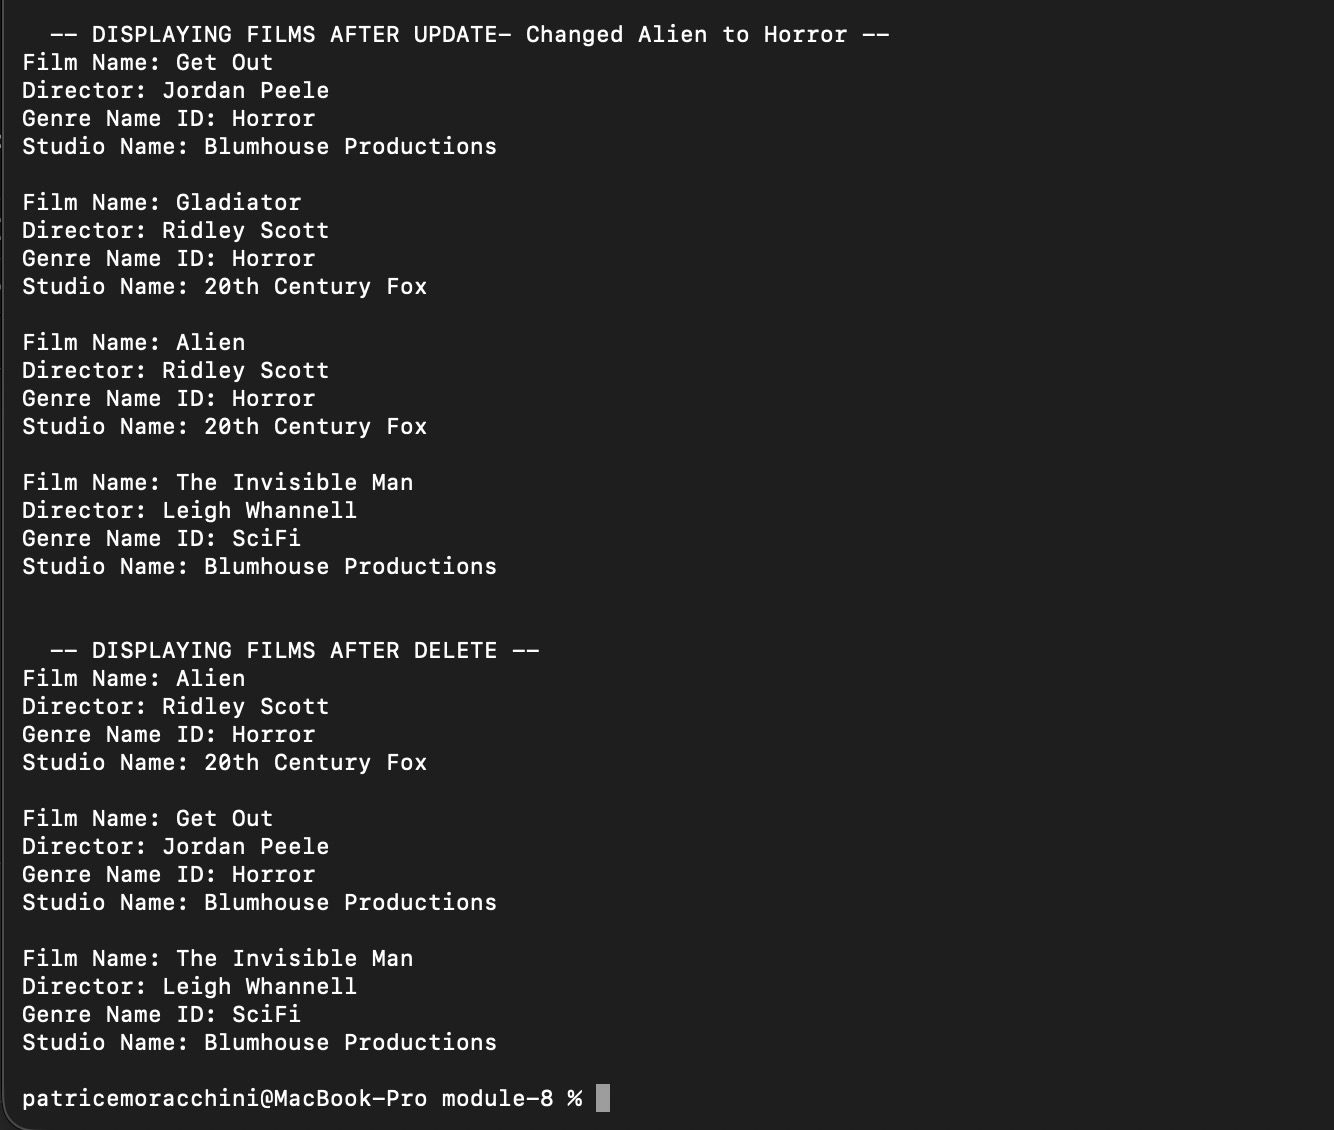 -- DISPLAYING FILMS AFTER UPDATE- Changed Alien to Horror --
Film Name: Get Out
Director: Jordan Peele
Genre Name ID: Horror
Studio Name: Blumhouse Productions
Film Name: Gladiator
Director: Ridley Scott
Genre Name ID: Horror
Studio Name: 20th Century Fox
Film Name: Alien
Director: Ridley Scott
Genre Name ID: Horror
Studio Name: 20th Century Fox
Film Name: The Invisible Man
Director: Leigh Whannell
Genre Name ID: SciFi
Studio Name: Blumhouse Productions
-- DISPLAYING FILMS AFTER DELETE --
Film Name: Alien
Director: Ridley Scott
Genre Name ID: Horror
Studio Name: 20th Century Fox
Film Name: Get Out
Director: Jordan Peele
Genre Name ID: Horror
Studio Name: Blumhouse Productions
Film Name: The Invisible Man
Director: Leigh Whannell
Genre Name ID: SciFi
Studio Name: Blumhouse Productions
patricemoracchini@MacBook-Pro module-8 %